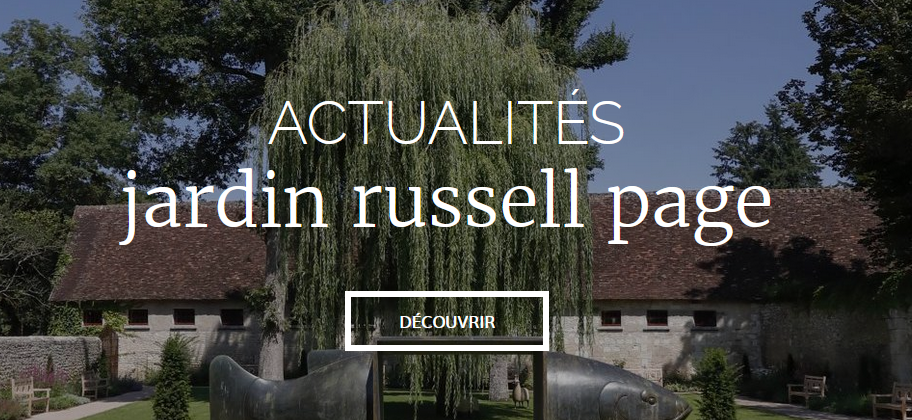 ACTUALITÉS
jardin russell page
DÉCOUVRIR